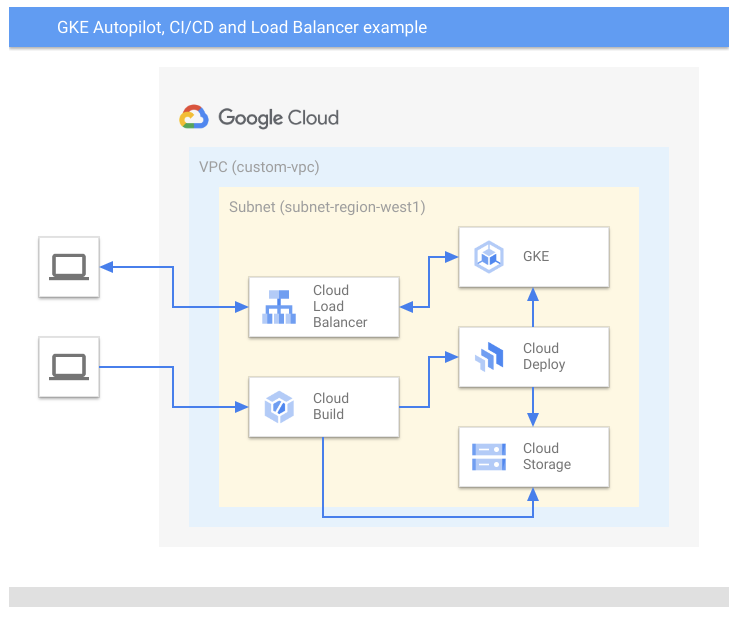 GKE Autopilot, CI/CD and Load Balancer example
Google Cloud
VPC (custom-vpc)
Subnet (subnet-region-west1)
GKE
Cloud
Load
Balancer
Cloud
Deploy
Cloud
Build
Cloud
Storage